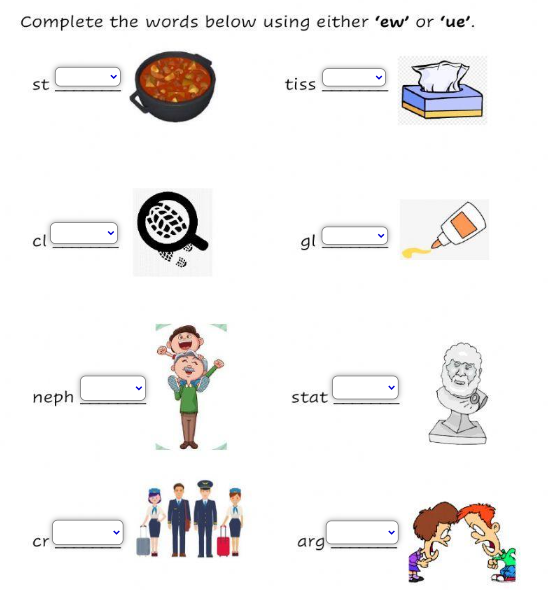 Complete the words below using either 'ew' or 'ue'.
st
tiss
cl
gl
neph
stat
cr
arg